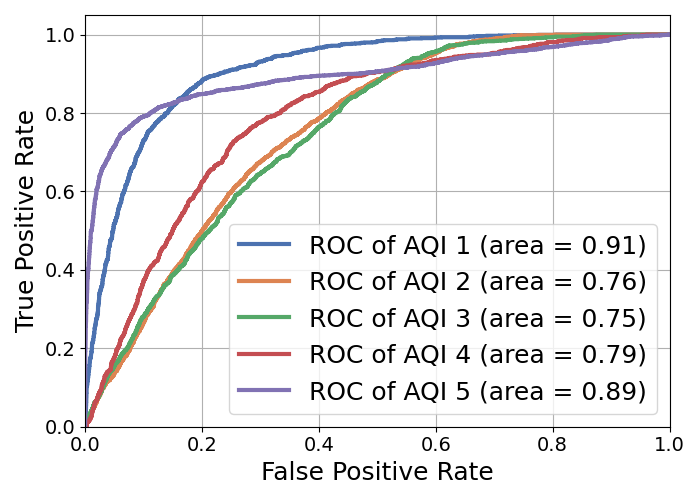 1.0
0.8
0.6
0.4
0.2
0.0
True Positive Rate
ROC of AQI 1 (area = 0.91)
ROC of AQI 2 (area = 0.76)
ROC of AQI 3 (area = 0.75)
ROC of AQI 4 (area = 0.79)
ROC of AQI 5 (area = 0.89)
0.0 0.2 0.4 0.6 0.8 1.0
False Positive Rate